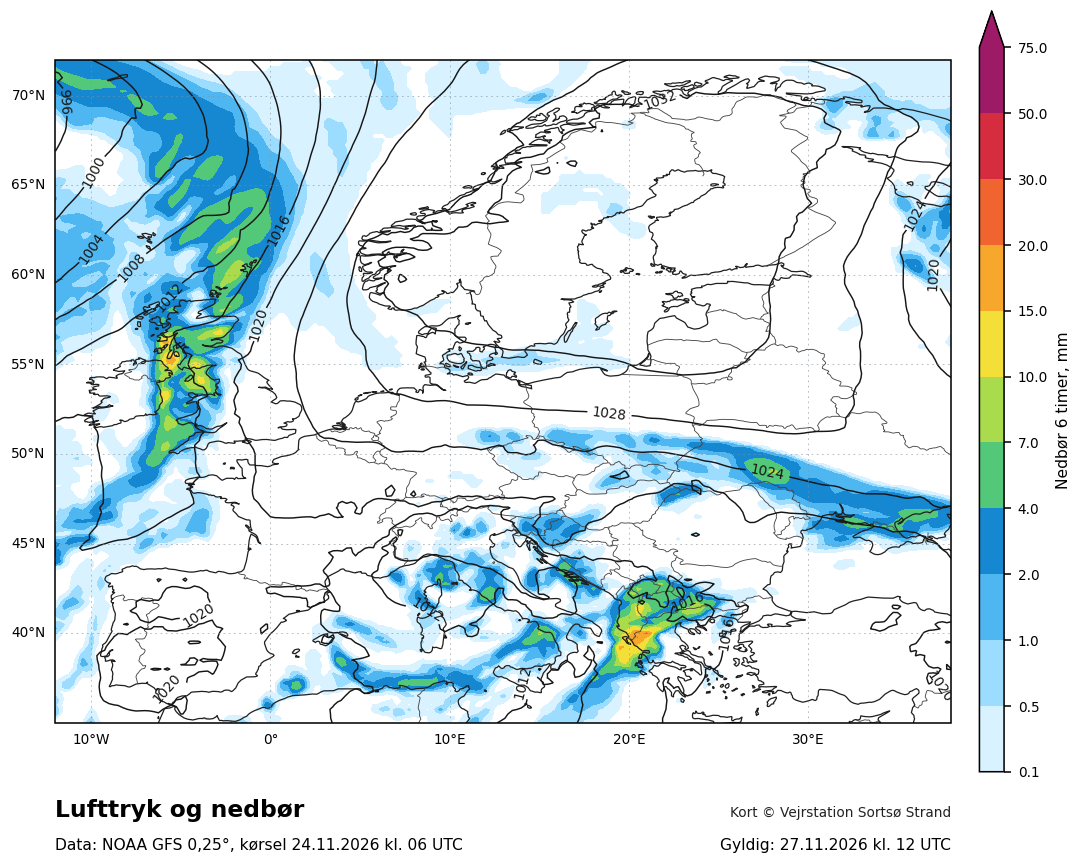 75.0
50.0
30.0
20.0
15.0
10.0
7.0
4.0
2.0
1.0
0.5
0.1
Nedbør 6 timer, mm
70°N
65°N
60°N
55°N
50°N
45°N
40°N
10°W
0°
10°E
20°E
30°E
996
1000
1004
1008
1012
1016
1020
1032
1024
1020
1028
1024
1020
1020
1016
1016
1012
Lufttryk og nedbør
Kort © Vejrstation Sortsø Strand
Data: NOAA GFS 0,25°, kørsel 24.11.2026 kl. 06 UTC
Gyldig: 27.11.2026 kl. 12 UTC